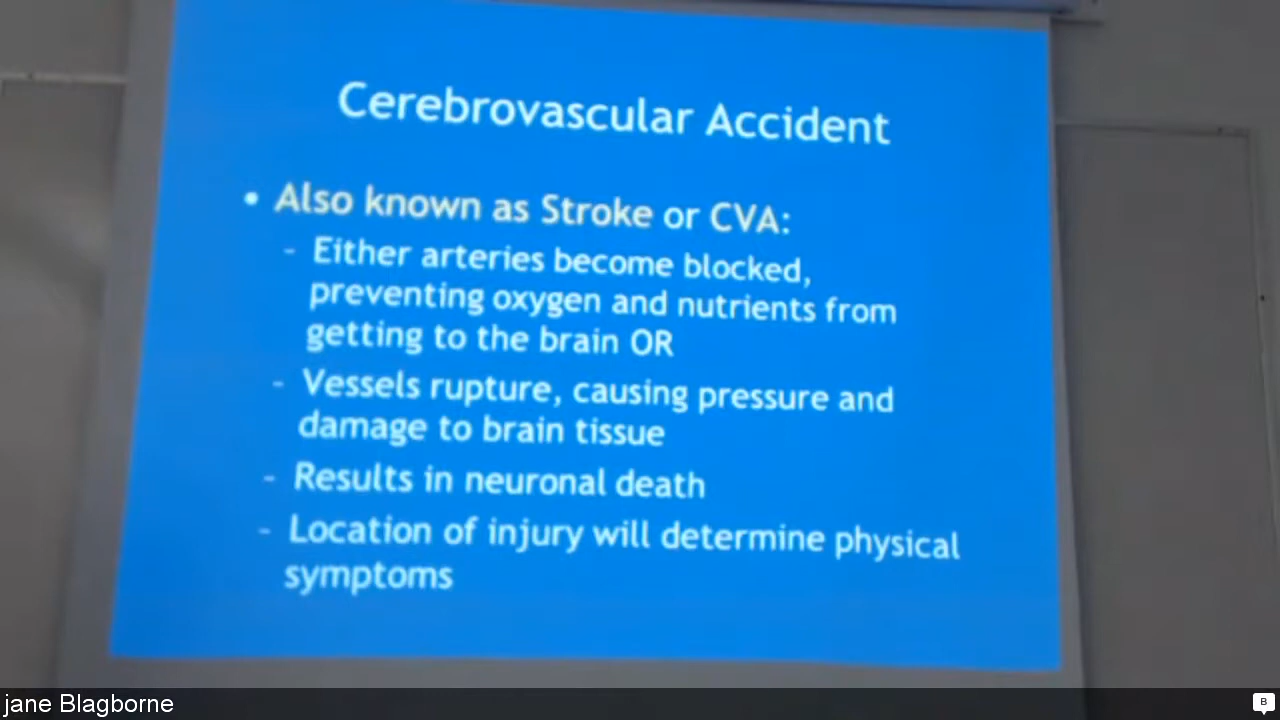 Cerebrovascular Accident
• Also known as Stroke or CVA:
- Either arteries become blocked,
preventing oxygen and nutrients from
getting to the brain OR
- Vessels rupture, causing pressure and
damage to brain tissue
- Results in neuronal death
- Location of injury will determine physical
symptoms
jane Blagborne
B